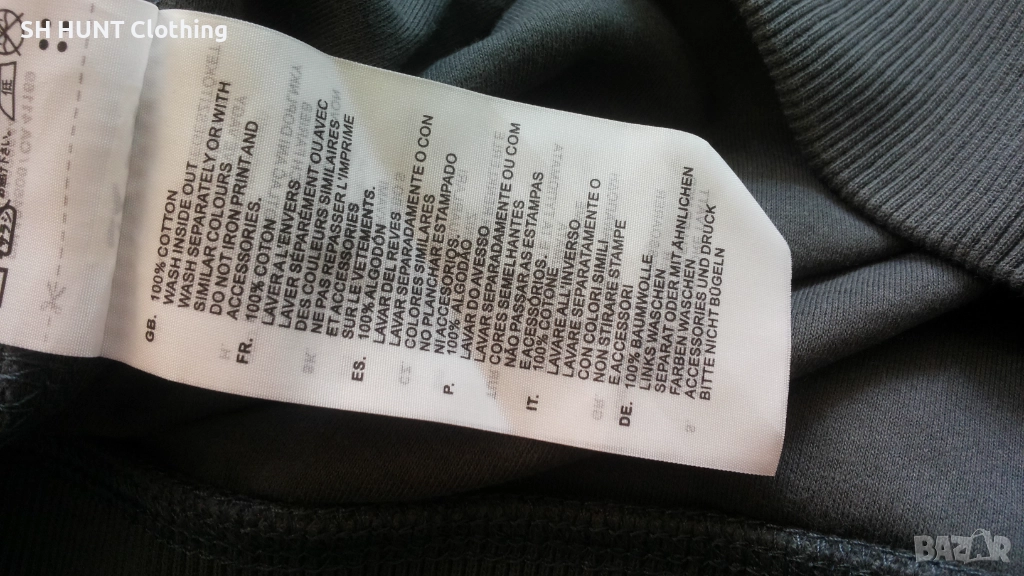 SH HUNT Clothing
GB. 100% COTTON
WASH INSIDE OUT
WASH SEPARATELY OR WITH
SIMILAR COLOURS
DO NOT IRON PRINT AND
ACCESSORIES.
FR. 100% COTON
LAVER A L'ENVERS
LAVER SEPARÉMENT OU AVEC
DES COULEURS SIMILAIRES
NE PAS REPASSER L'IMPRIME
ET ACCESSORIES
SUR LE VETEMENTS.
ES. 100% ALGODÓN
LAVAR DEL REVES
LAVAR SEPARADAMENTE O CON
COLORES SIMILARES
NO PLANCHAR ESTAMPADO
NI ACCESORIOS.
P. 100% ALGODÃO
LAVAR DO AVESSO
LAVAR SEPARADAMENTE OU COM
CORES SEMELHANTES
NÃO PASSAR AS ESTAMPAS
E ACESSÓRIOS.
IT. 100% COTONE
LAVARE ALL'INVERSO
LAVARE SEPARATAMENTE O
CON COLORI SIMILI
NON STIRARE STAMPE
E ACCESSORI
DE. 100% BAUMWOLLE
LINKS WASCHEN
SEPARAT ODER MIT ÄHNLICHEN
FARBEN WASCHEN
ACCESSORIES UND DRUCK
BITTE NICHT BÜGELN
低
CA41169
BAZAR